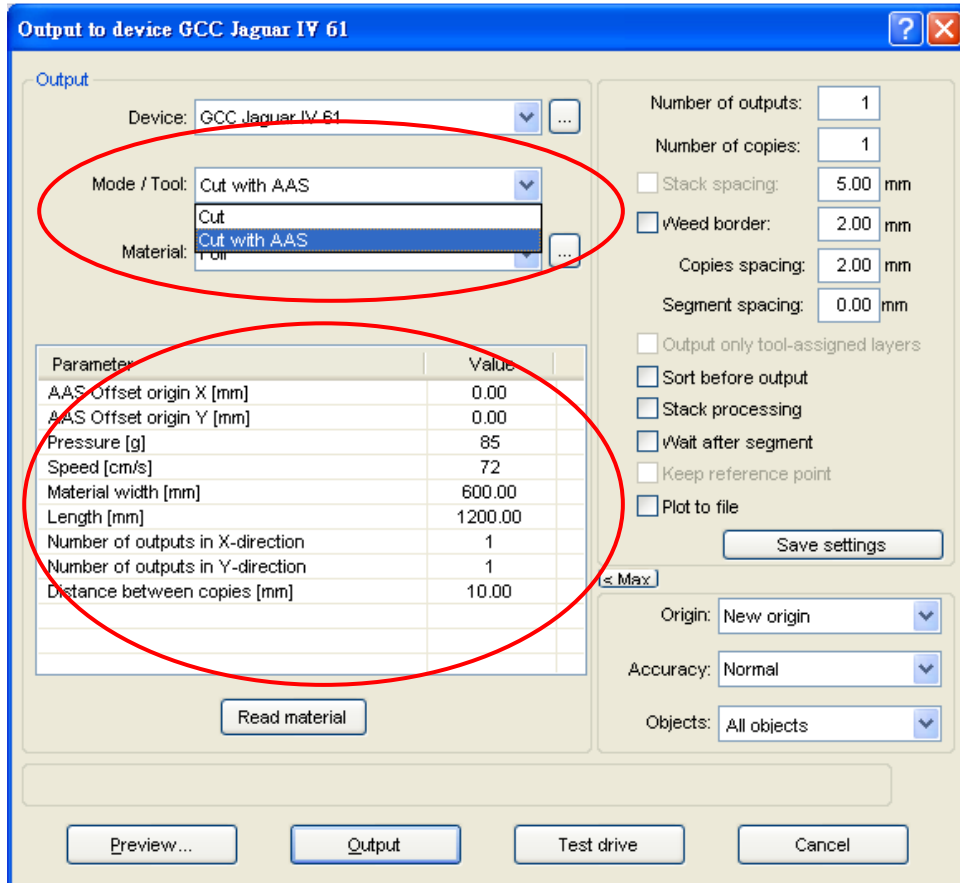 Output to device GCC Jaguar IV 61
Output
Device: GCC Jaguar IV 61 ...
Mode / Tool: Cut with AAS
Cut
Cut with AAS
Material: Foil ...
Parameter Value
AAS Offset origin X [mm] 0.00
AAS Offset origin Y [mm] 0.00
Pressure [g] 85
Speed [cm/s] 72
Material width [mm] 600.00
Length [mm] 1200.00
Number of outputs in X-direction 1
Number of outputs in Y-direction 1
Distance between copies [mm] 10.00
Read material
Number of outputs: 1
Number of copies: 1
Stack spacing: 5.00 mm
Weed border: 2.00 mm
Copies spacing: 2.00 mm
Segment spacing: 0.00 mm
Output only tool-assigned layers
Sort before output
Stack processing
Wait after segment
Keep reference point
Plot to file
Save settings
< Max
Origin: New origin
Accuracy: Normal
Objects: All objects
Preview...
Output
Test drive
Cancel